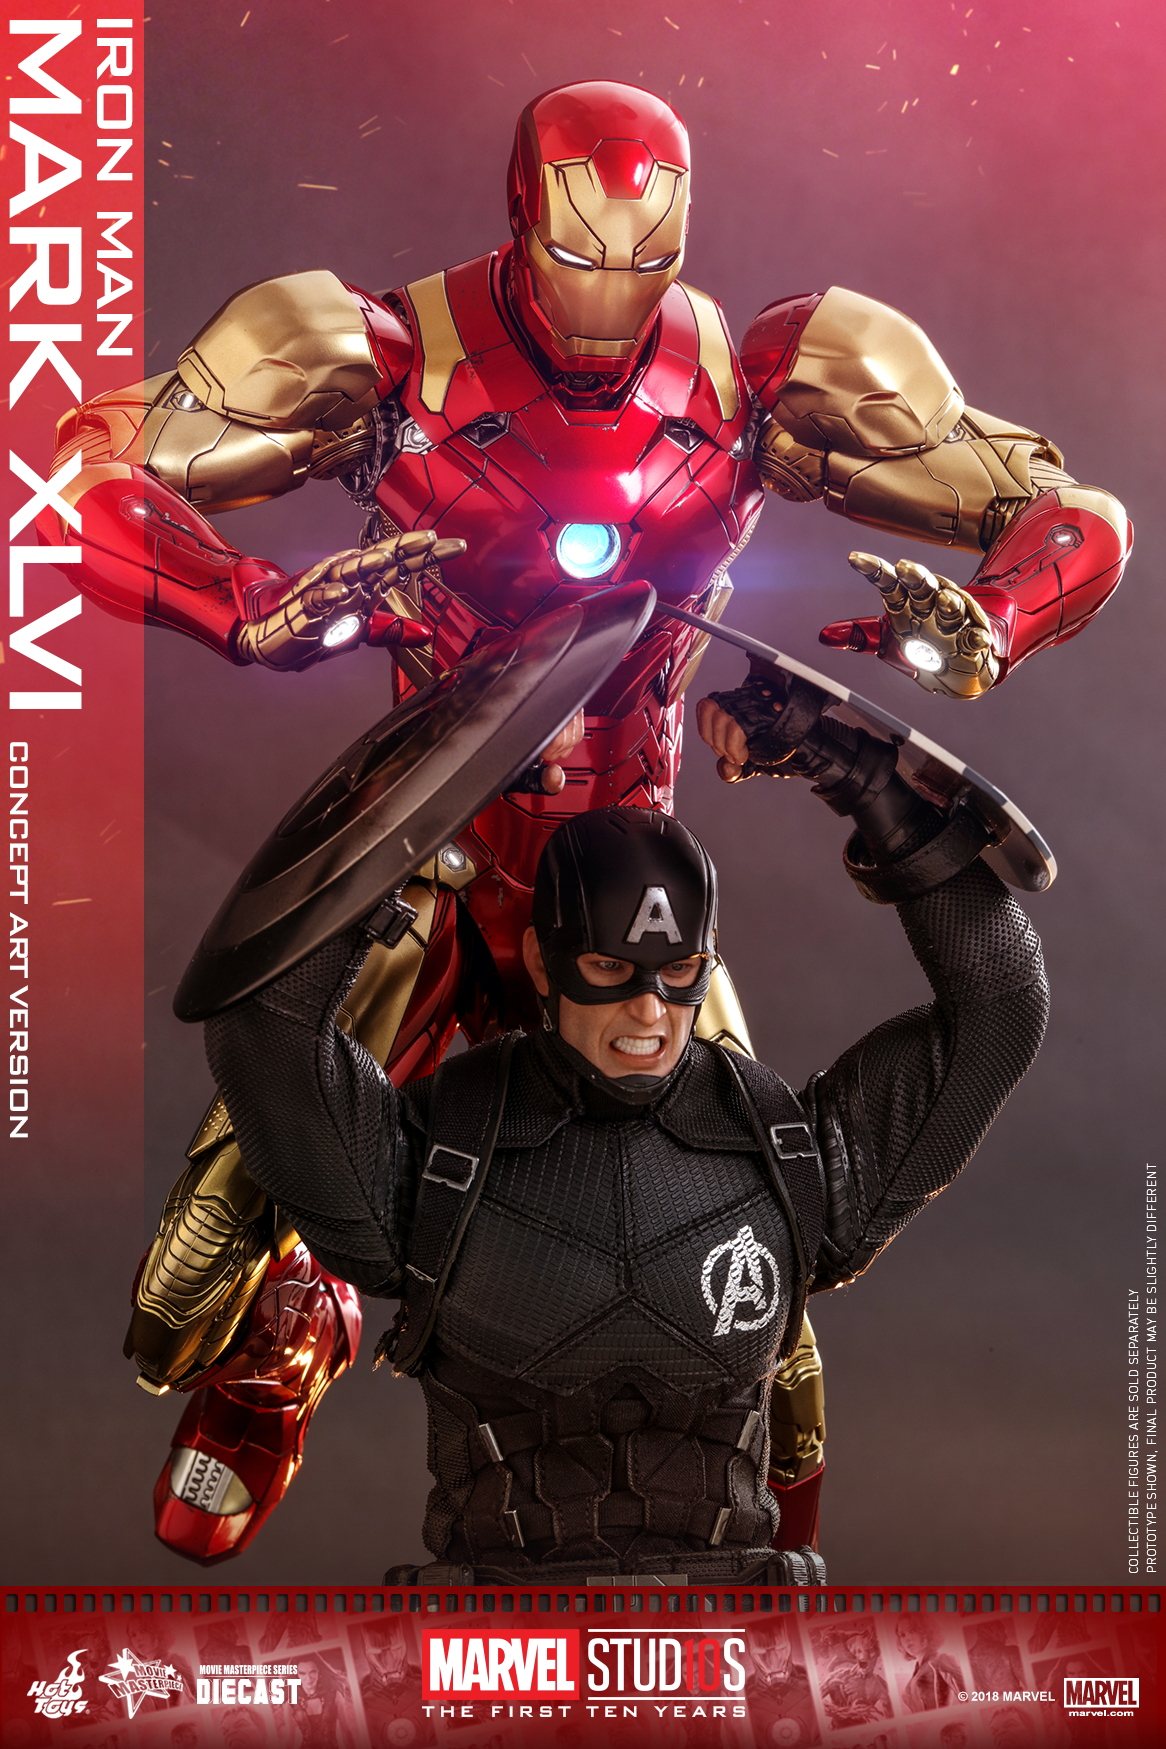 IRON MAN
MARK XLVI
CONCEPT ART VERSION
A
COLLECTIBLE FIGURES ARE SOLD SEPARATELY
PROTOTYPE SHOWN, FINAL PRODUCT MAY BE SLIGHTLY DIFFERENT
Hot Toys
MOVIE MASTERPIECE
MOVIE MASTERPIECE SERIES
DIECAST
MARVEL STUD10S
THE FIRST TEN YEARS
© 2018 MARVEL
MARVEL
marvel.com